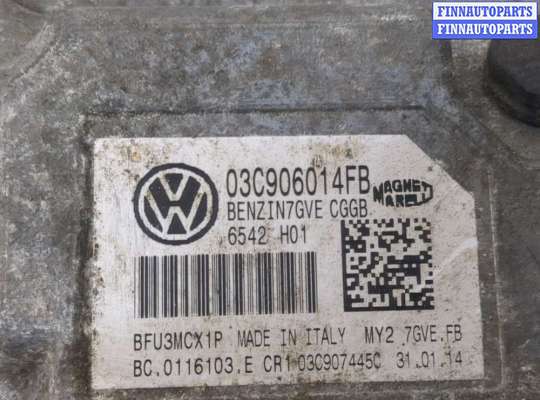 FINNAUTOPARTS
FINNAUTOPARTS
03C906014FB
BENZIN7GVE CGGB
MAGNETI
MARELLI
6542 H01
BFU3MCX1P MADE IN ITALY MY2 7GVE.FB
BC.0116103.E CR1 03C907445C 31.01.14